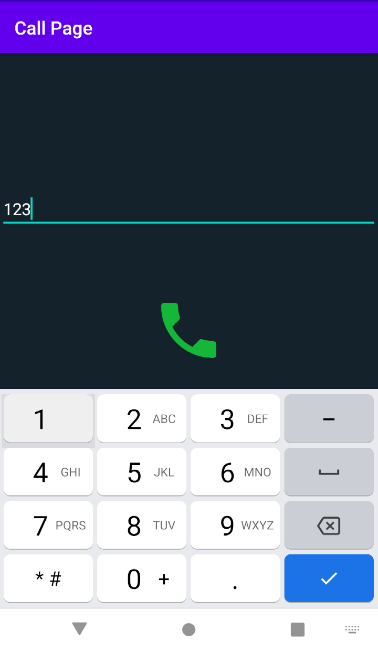 Call Page
123
1 2 ABC 3 DEF -
4 GHI 5 JKL 6 MNO
7 PQRS 8 TUV 9 WXYZ
* # 0 + .